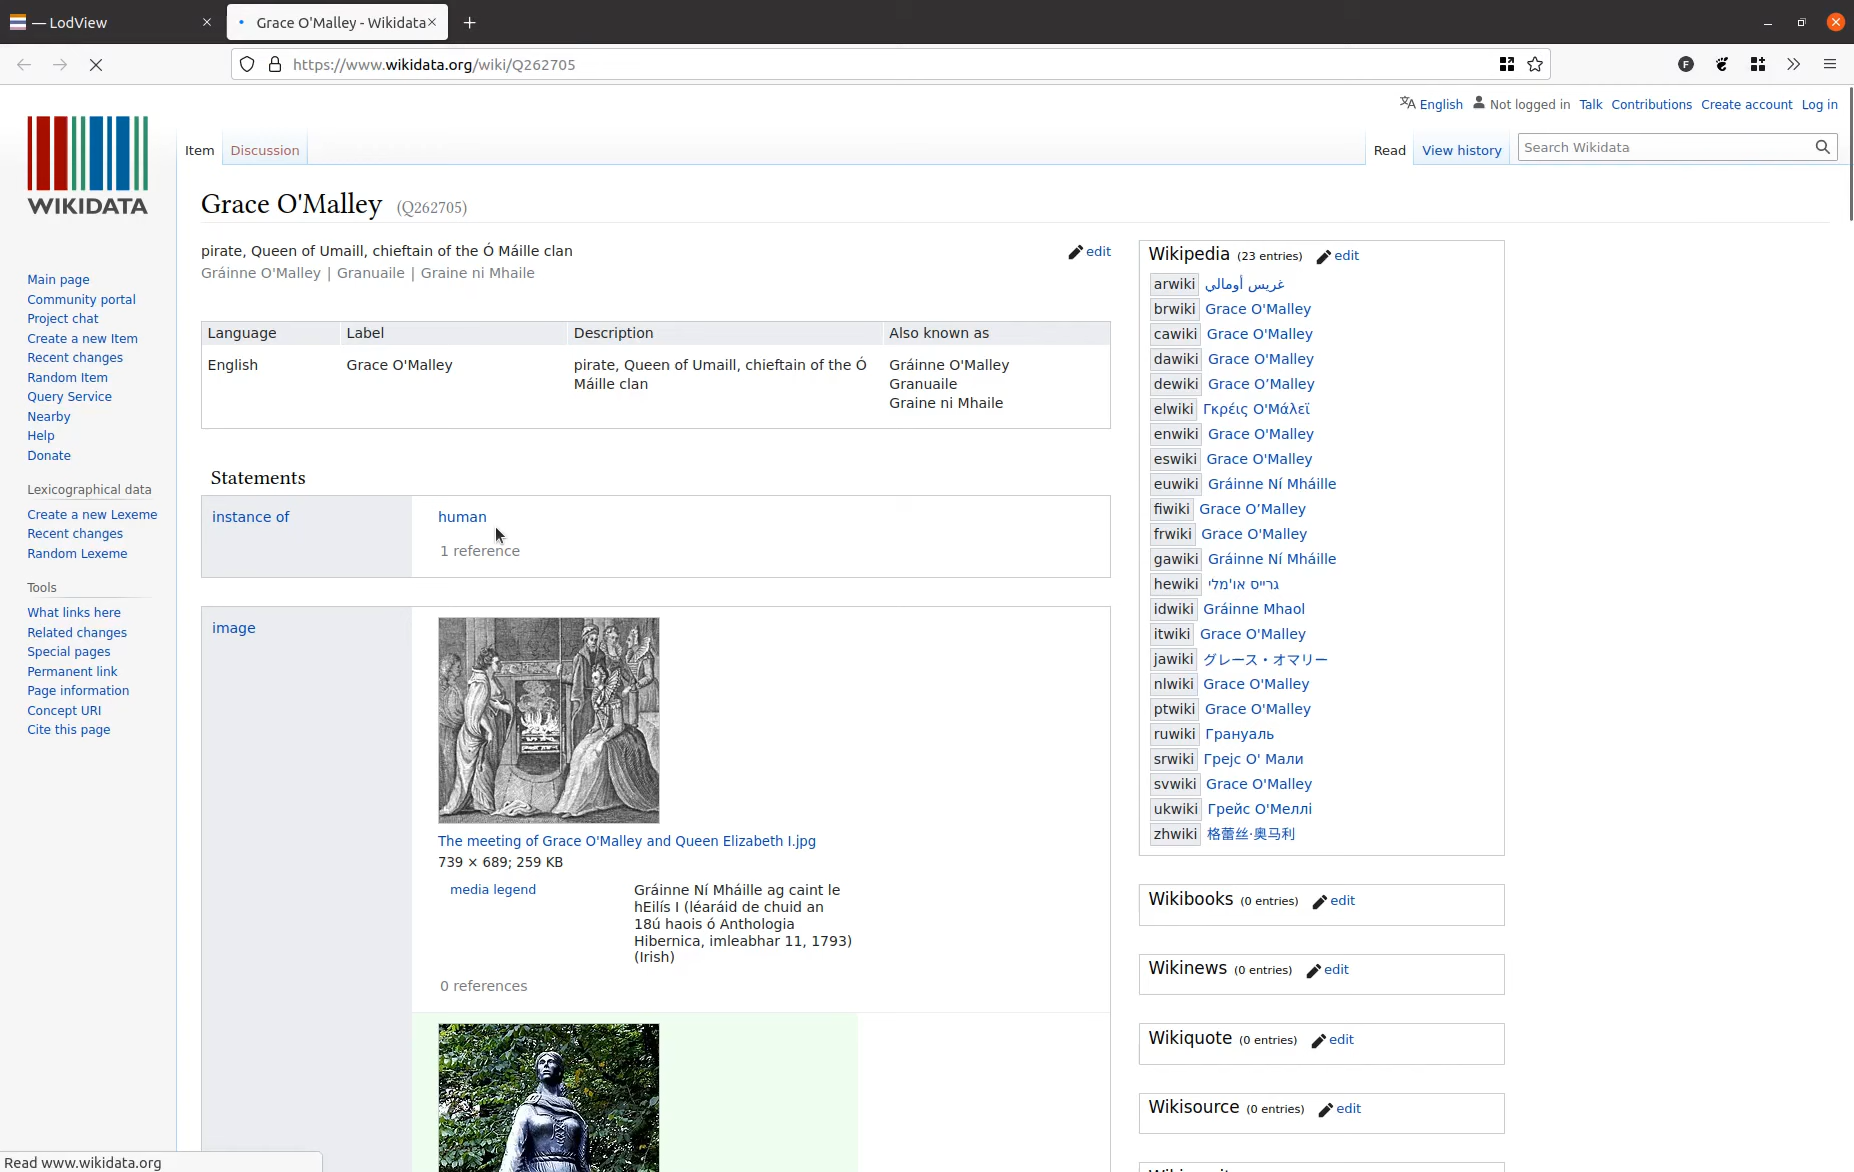 — LodView
Grace O'Malley - Wikidata
https://www.wikidata.org/wiki/Q262705
English Not logged in Talk Contributions Create account Log in
WIKIDATA
Item Discussion Read View history Search Wikidata
Grace O'Malley (Q262705)
pirate, Queen of Umaill, chieftain of the Ó Máille clan
edit
Gráinne O'Malley | Granuaile | Graine ni Mhaile
Language Label Description Also known as
English Grace O'Malley pirate, Queen of Umaill, chieftain of the Ó Máille clan Gráinne O'Malley
Granuaile
Graine ni Mhaile
Statements
instance of human
1 reference
image
The meeting of Grace O'Malley and Queen Elizabeth I.jpg
739 × 689; 259 KB
media legend
Gráinne Ní Mháille ag caint le
hEilís I (léaráid de chuid an
18ú haois ó Anthologia
Hibernica, imleabhar 11, 1793)
(Irish)
0 references
Main page
Community portal
Project chat
Create a new Item
Recent changes
Random Item
Query Service
Nearby
Help
Donate
Lexicographical data
Create a new Lexeme
Recent changes
Random Lexeme
Tools
What links here
Related changes
Special pages
Permanent link
Page information
Concept URI
Cite this page
Wikipedia (23 entries) edit
arwiki غريس أومالي
brwiki Grace O'Malley
cawiki Grace O'Malley
dawiki Grace O'Malley
dewiki Grace O’Malley
elwiki Γκρέις Ο'Μάλεϊ
enwiki Grace O'Malley
eswiki Grace O'Malley
euwiki Gráinne Ní Mháille
fiwiki Grace O’Malley
frwiki Grace O'Malley
gawiki Gráinne Ní Mháille
hewiki גרייס או'מלי
idwiki Gráinne Mhaol
itwiki Grace O'Malley
jawiki グレース・オマリー
nlwiki Grace O'Malley
ptwiki Grace O'Malley
ruwiki Грануаль
srwiki Грејс О' Мали
svwiki Grace O'Malley
ukwiki Грейс О'Меллі
zhwiki 格蕾丝·奥马利
Wikibooks (0 entries) edit
Wikinews (0 entries) edit
Wikiquote (0 entries) edit
Wikisource (0 entries) edit
Read www.wikidata.org